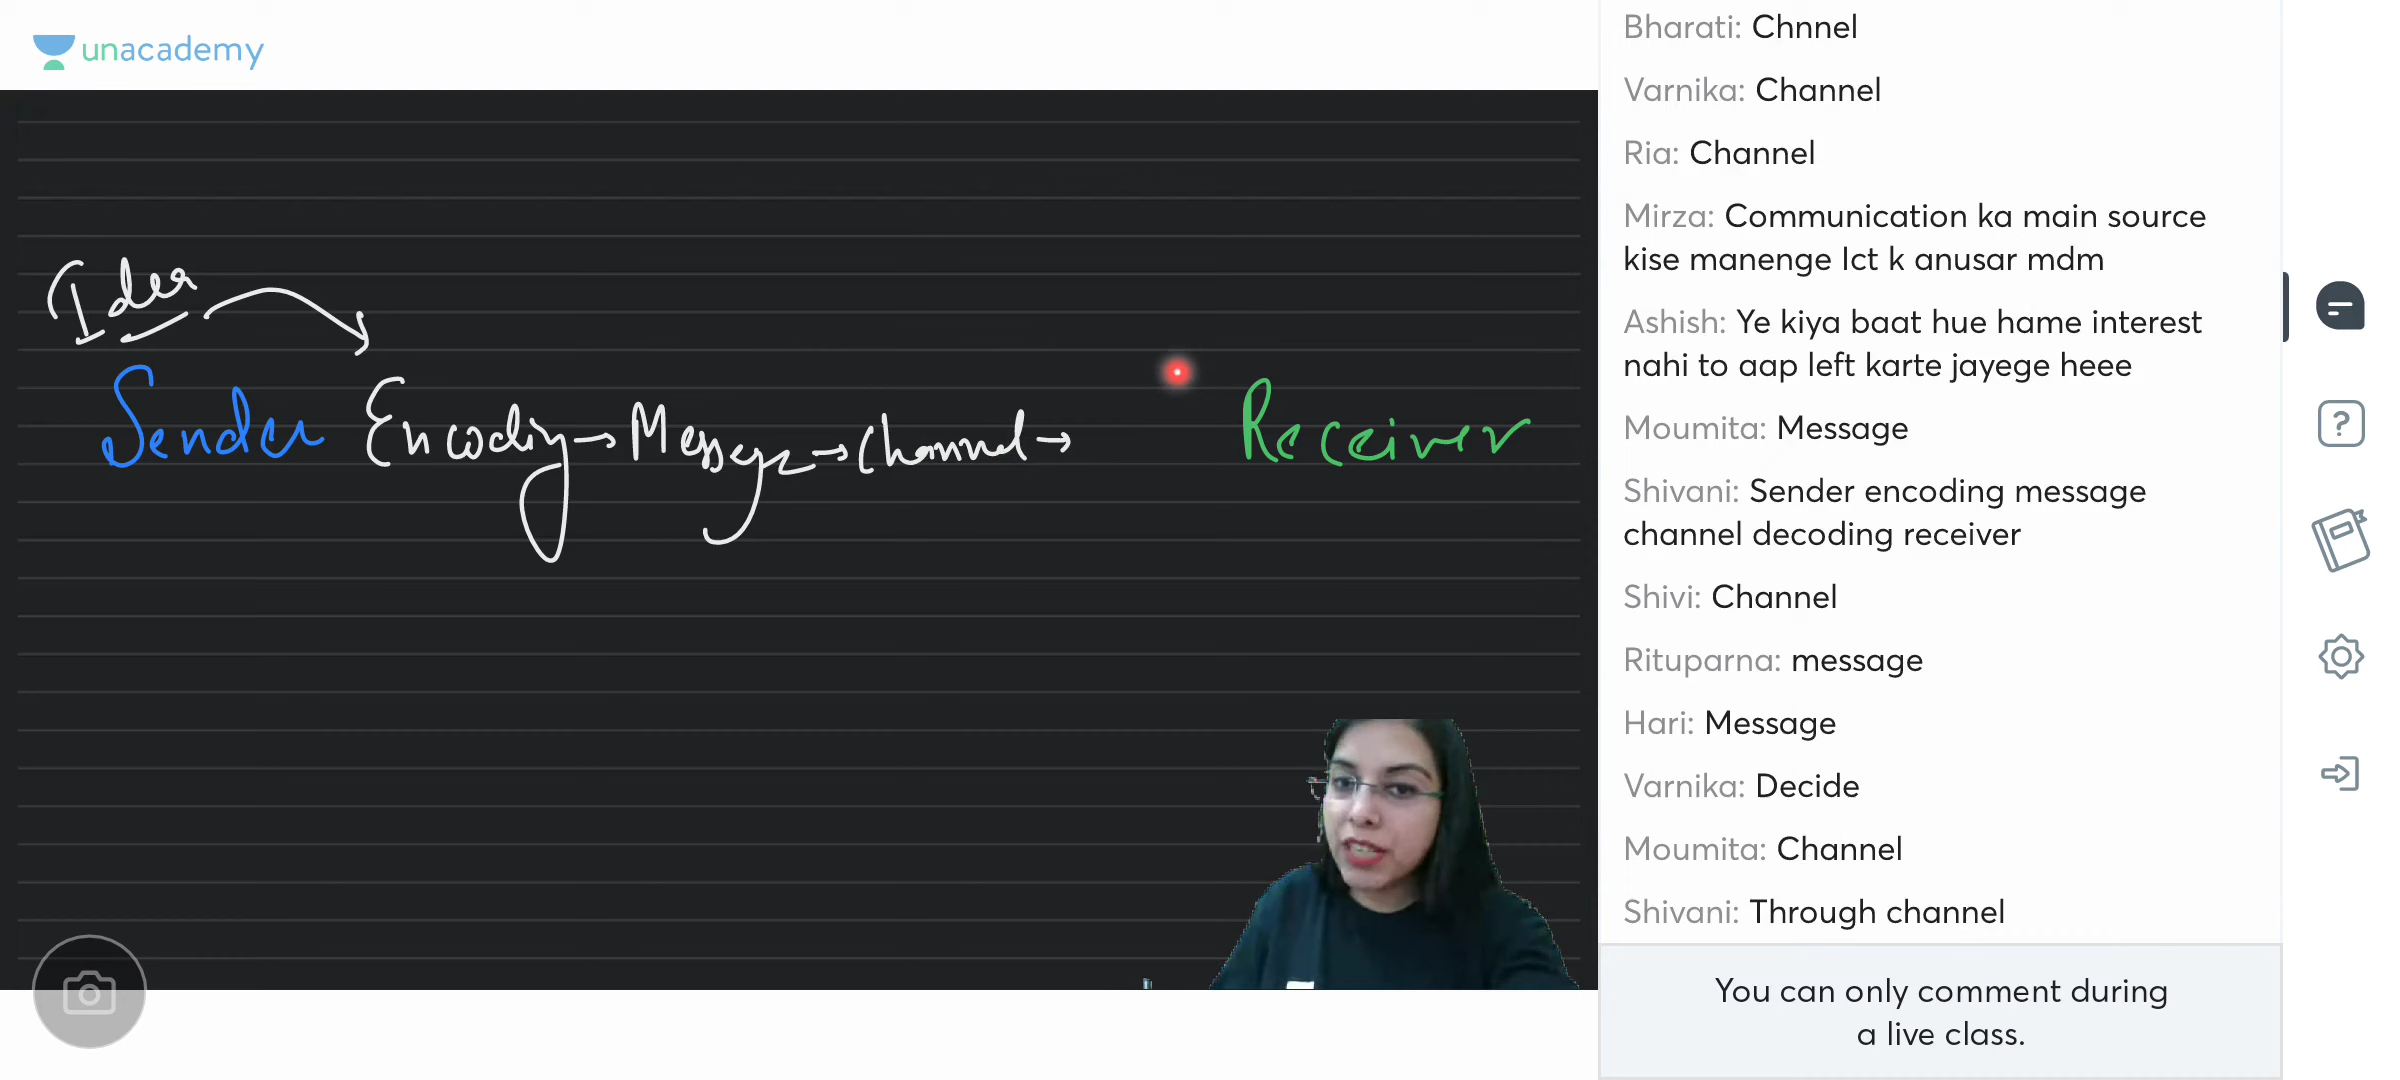 unacademy
Idea
Sender Encoding → Message → Channel → Receiver
Bharati: Chnnel
Varnika: Channel
Ria: Channel
Mirza: Communication ka main source
kise manenge Ict k anusar mdm
Ashish: Ye kiya baat hue hame interest
nahi to aap left karte jayege heee
Moumita: Message
Shivani: Sender encoding message
channel decoding receiver
Shivi: Channel
Rituparna: message
Hari: Message
Varnika: Decide
Moumita: Channel
Shivani: Through channel
You can only comment during
a live class.